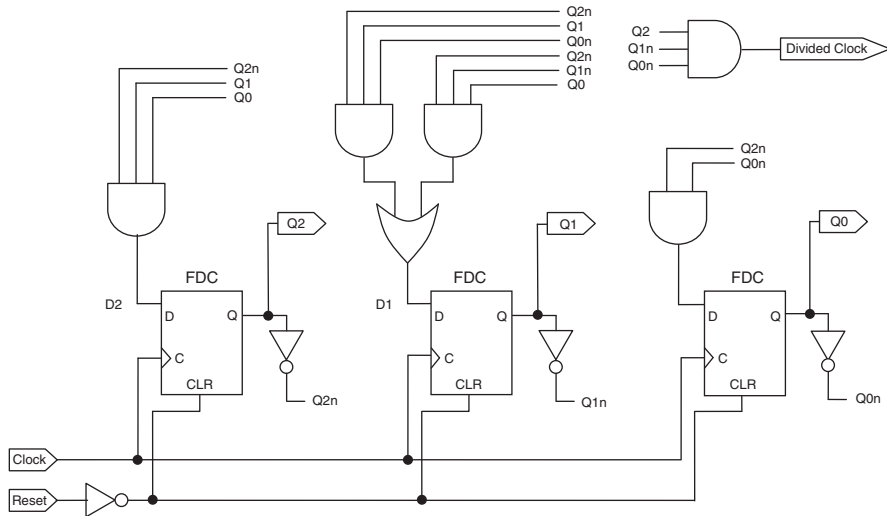 Q2n
Q1
Q0n
Q2n
Q1n
Q0
Q2
Q1n
Q0n
Divided Clock
Q2n
Q1
Q0
Q2n
Q0n
Q2
Q1
Q0
FDC
FDC
FDC
D2
D
Q
C
CLR
Q2n
D1
D
Q
C
CLR
Q1n
D
Q
C
CLR
Q0n
Clock
Reset